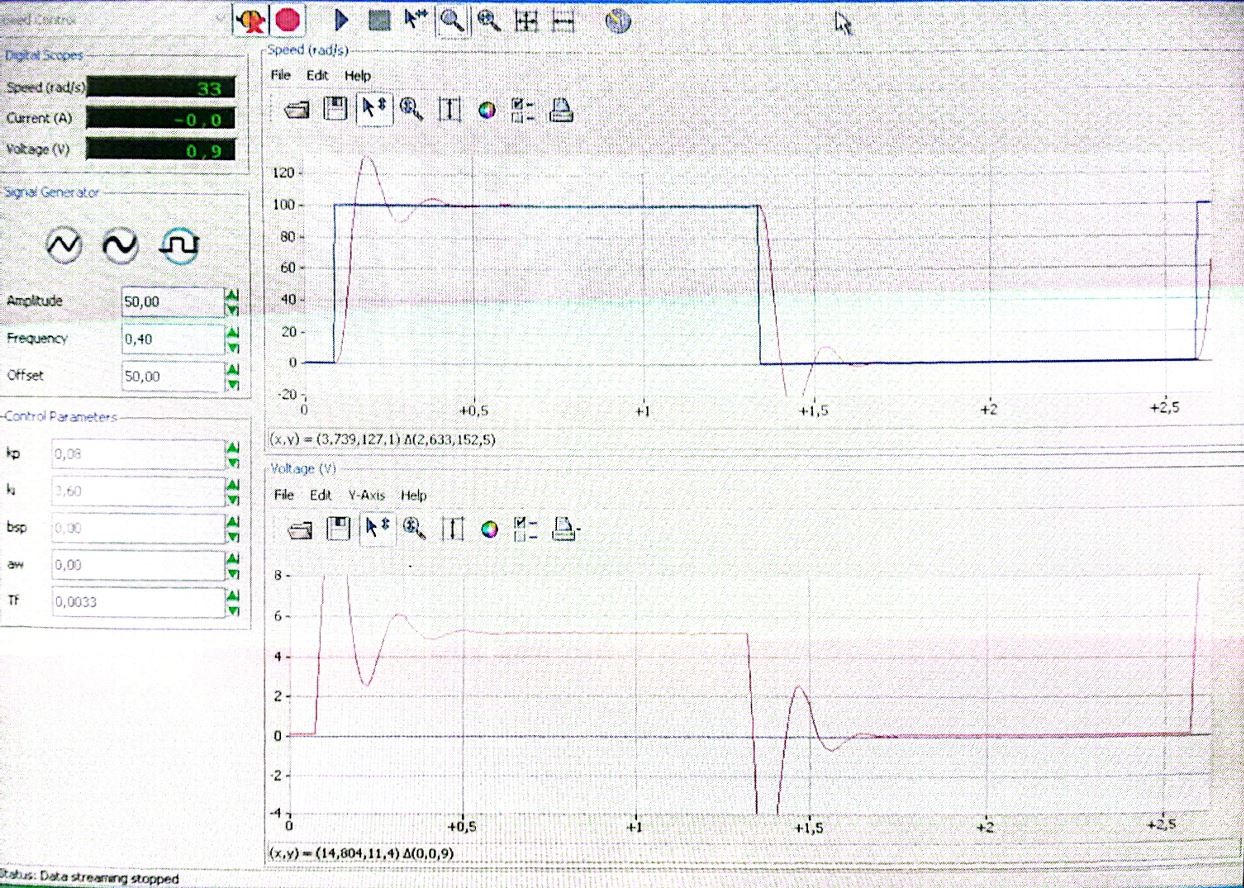 Speed Control
Digital Scopes
Speed (rad/s) 33
Current (A) -0,0
Voltage (V) 0,9
Signal Generator
Amplitude 50,00
Frequency 0,40
Offset 50,00
Control Parameters
kp 0,08
ki 3,60
bsp 0,00
aw 0,00
Tf 0,0033
Speed (rad/s)
File Edit Help
120
100
80
60
40
20
0
-20
0 +0,5 +1 +1,5 +2 +2,5
(x,y) = (3,739,127,1) Δ(2,633,152,5)
Voltage (V)
File Edit Y-Axis Help
8
6
4
2
0
-2
-4
0 +0,5 +1 +1,5 +2 +2,5
(x,y) = (14,804,11,4) Δ(0,0,9)
Status: Data streaming stopped